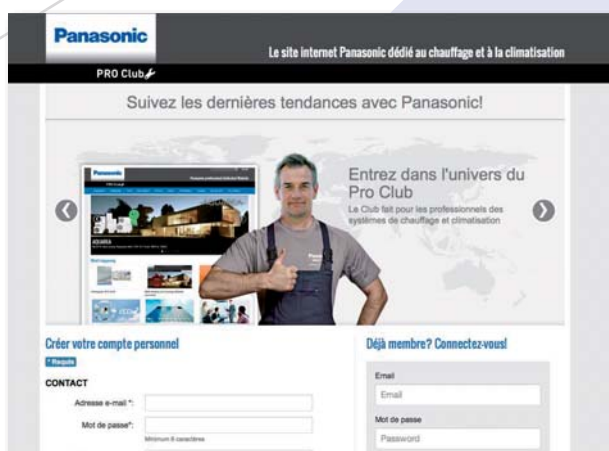 Panasonic
Le site internet Panasonic dédié au chauffage et à la climatisation
PRO Club
Suivez les dernières tendances avec Panasonic!
Panasonic
AQUAREA
Entrez dans l'univers du
Pro Club
Le Club fait pour les professionnels des
systèmes de chauffage et climatisation
Créer votre compte personnel
* Requis
CONTACT
Adresse e-mail *:
Mot de passe*:
Minimum 8 caractères
Déjà membre? Connectez-vous!
Email
Email
Mot de passe
Password